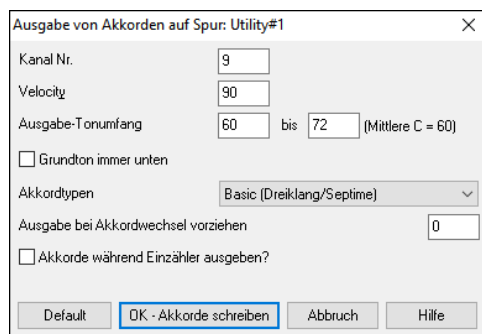 Ausgabe von Akkorden auf Spur: Utility#1
Kanal Nr. 9
Velocity 90
Ausgabe-Tonumfang 60 bis 72 (Mittlere C = 60)
Grundton immer unten
Akkordtypen Basic (Dreiklang/Septime)
Ausgabe bei Akkordwechsel vorziehen 0
Akkorde während Einzähler ausgeben?
Default OK - Akkorde schreiben Abbruch Hilfe